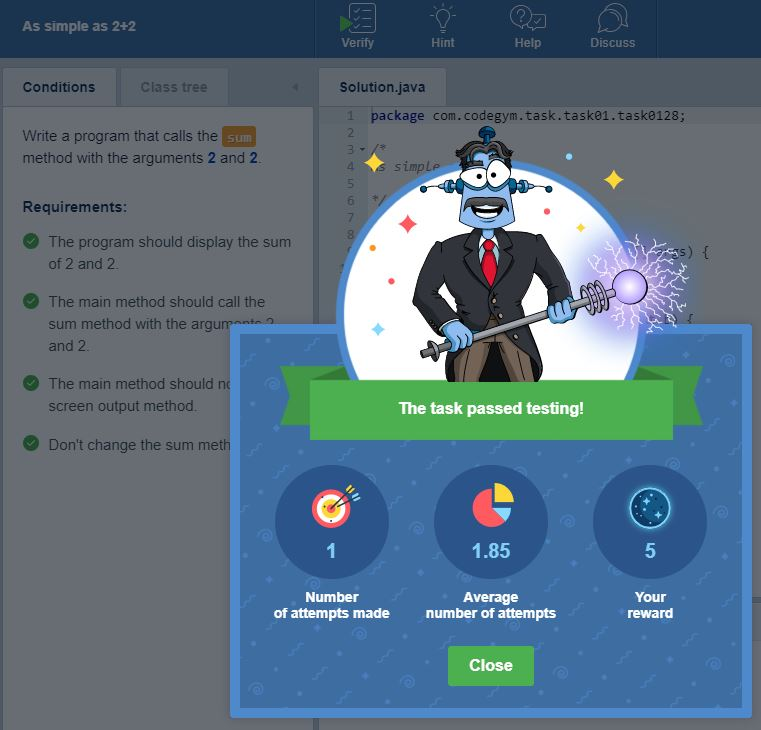 As simple as 2+2
Verify
Hint
Help
Discuss
Conditions
Class tree
Solution.java
Write a program that calls the sum
method with the arguments 2 and 2.
Requirements:
The program should display the sum
of 2 and 2.
The main method should call the
sum method with the arguments 2
and 2.
The main method should
screen output method.
Don't change the sum
1 package com.codegym.task.task01.task0128;
2
3 /*
4 simple
5
6 */
7
8
) {
) {
The task passed testing!
1
Number
of attempts made
1.85
Average
number of attempts
5
Your
reward
Close